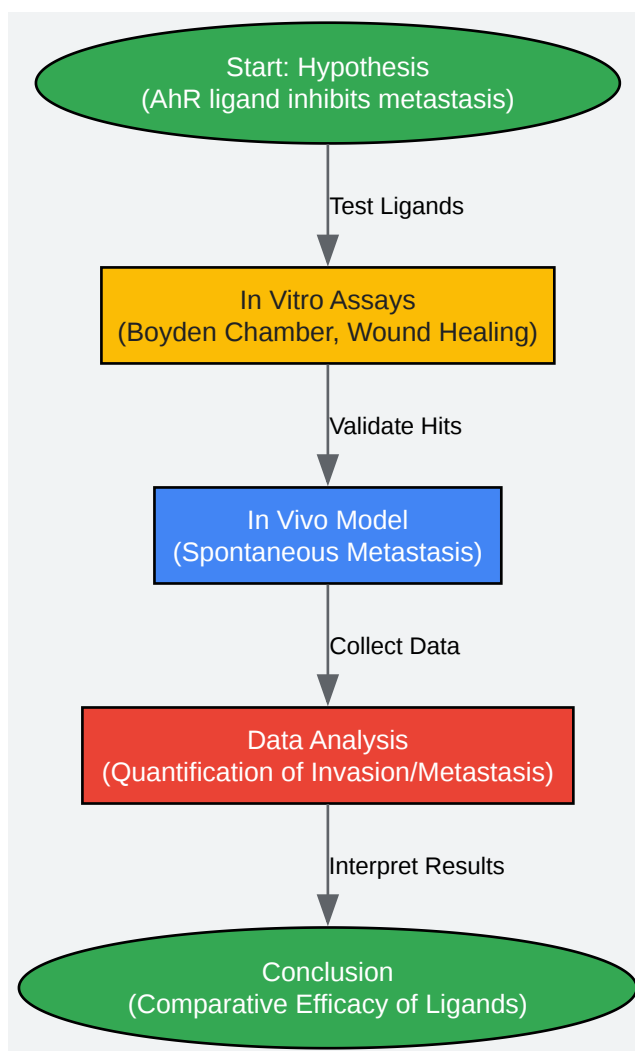 Start: Hypothesis
(AhR ligand inhibits metastasis)
Test Ligands
In Vitro Assays
(Boyden Chamber, Wound Healing)
Validate Hits
In Vivo Model
(Spontaneous Metastasis)
Collect Data
Data Analysis
(Quantification of Invasion/Metastasis)
Interpret Results
Conclusion
(Comparative Efficacy of Ligands)